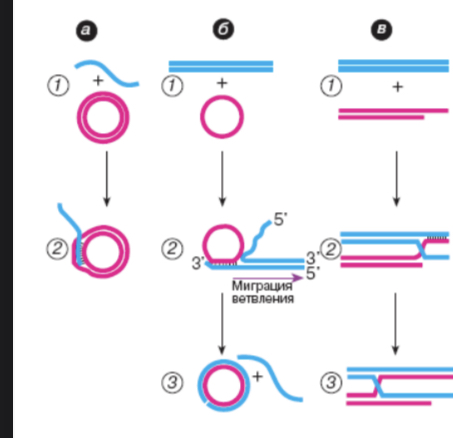 а б в
1 + 1 + 1 +
2 2 5' 2
3' 3'
5'
Миграция
ветвления
3 + 3